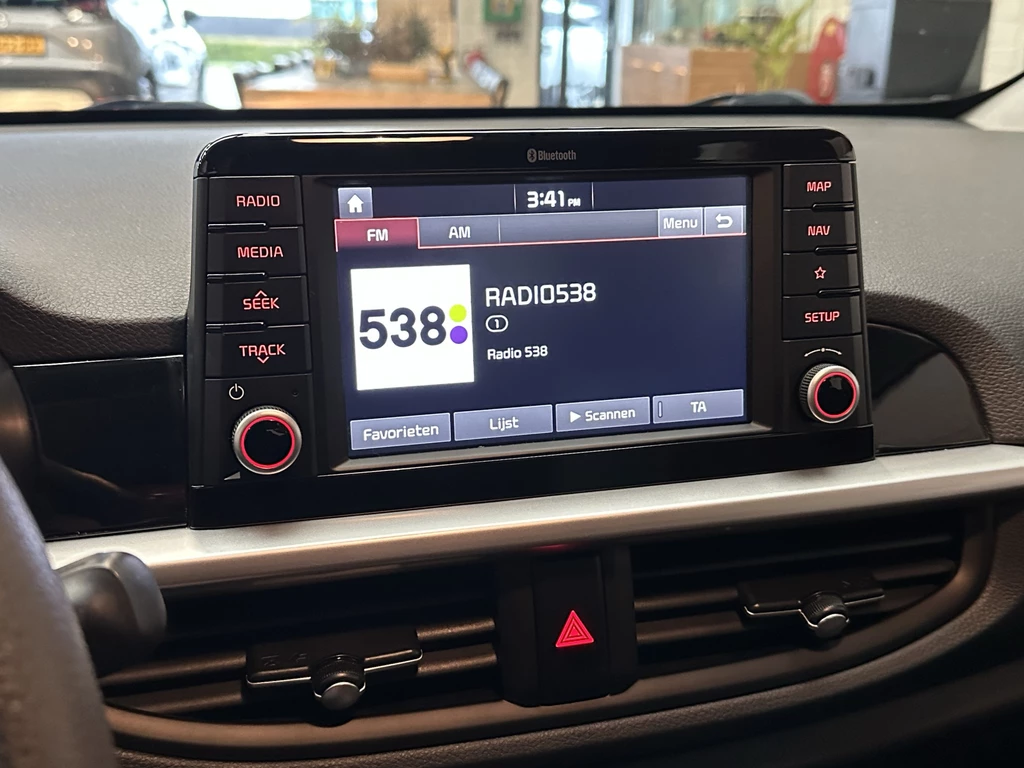 Bluetooth
RADIO
MEDIA
SEEK
TRACK
3:41 PM
FM
AM
Menu
538
RADIO538
1
Radio 538
Favorieten
Lijst
Scannen
TA
MAP
NAV
SETUP